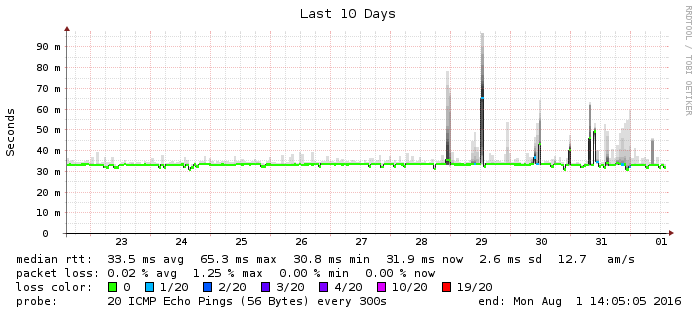 Last 10 Days
RRDTOOL / TOBI OETIKER
Seconds
90 m
80 m
70 m
60 m
50 m
40 m
30 m
20 m
10 m
0
23 24 25 26 27 28 29 30 31 01
median rtt: 33.5 ms avg 65.3 ms max 30.8 ms min 31.9 ms now 2.6 ms sd 12.7 am/s
packet loss: 0.02 % avg 1.25 % max 0.00 % min 0.00 % now
loss color: 0 1/20 2/20 3/20 4/20 10/20 19/20
probe: 20 ICMP Echo Pings (56 Bytes) every 300s end: Mon Aug 1 14:05:05 2016